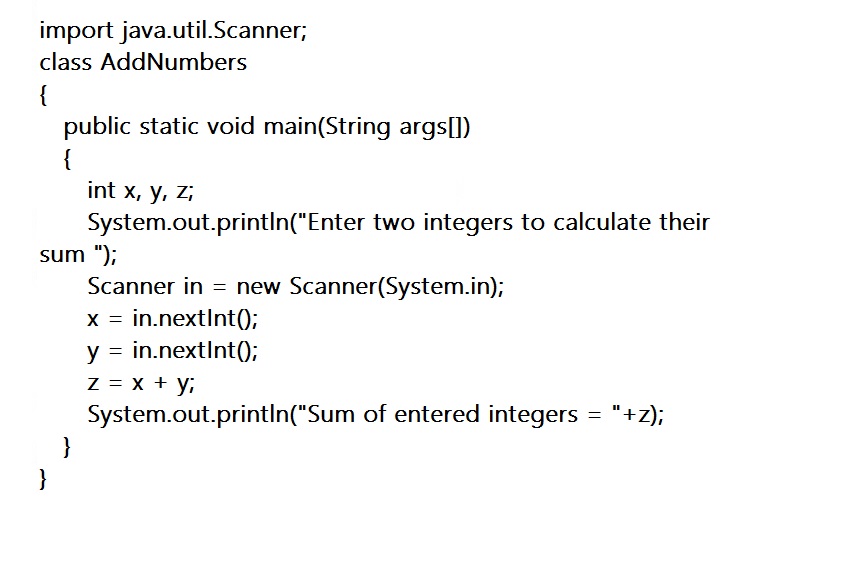 import java.util.Scanner;
class AddNumbers
{
public static void main(String args[])
{
int x, y, z;
System.out.println("Enter two integers to calculate their
sum ");
Scanner in = new Scanner(System.in);
x = in.nextInt();
y = in.nextInt();
z = x + y;
System.out.println("Sum of entered integers = "+z);
}
}